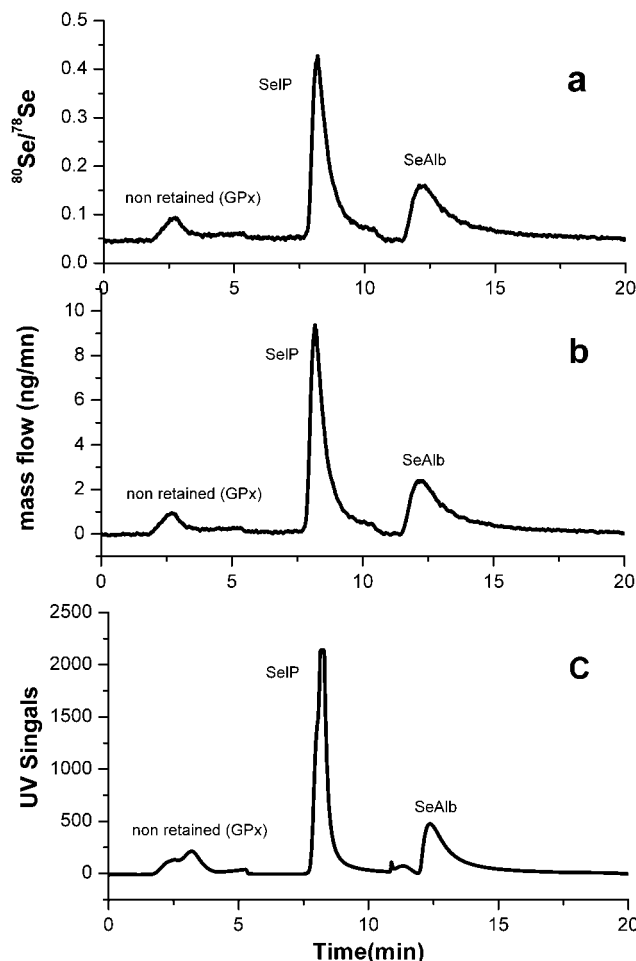 0.5
0.4
0.3
0.2
0.1
0.0
⁸⁰Se/⁷⁸Se
a
SelP
SeAlb
non retained (GPx)
0 5 10 15 20
10
8
6
4
2
0
mass flow (ng/mn)
b
SelP
SeAlb
non retained (GPx)
0 5 10 15 20
2500
2000
1500
1000
500
0
UV Singals
c
SelP
SeAlb
non retained (GPx)
0 5 10 15 20
Time(min)